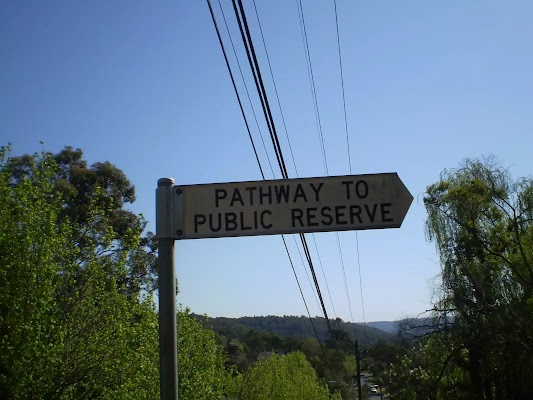 PATHWAY TO
PUBLIC RESERVE